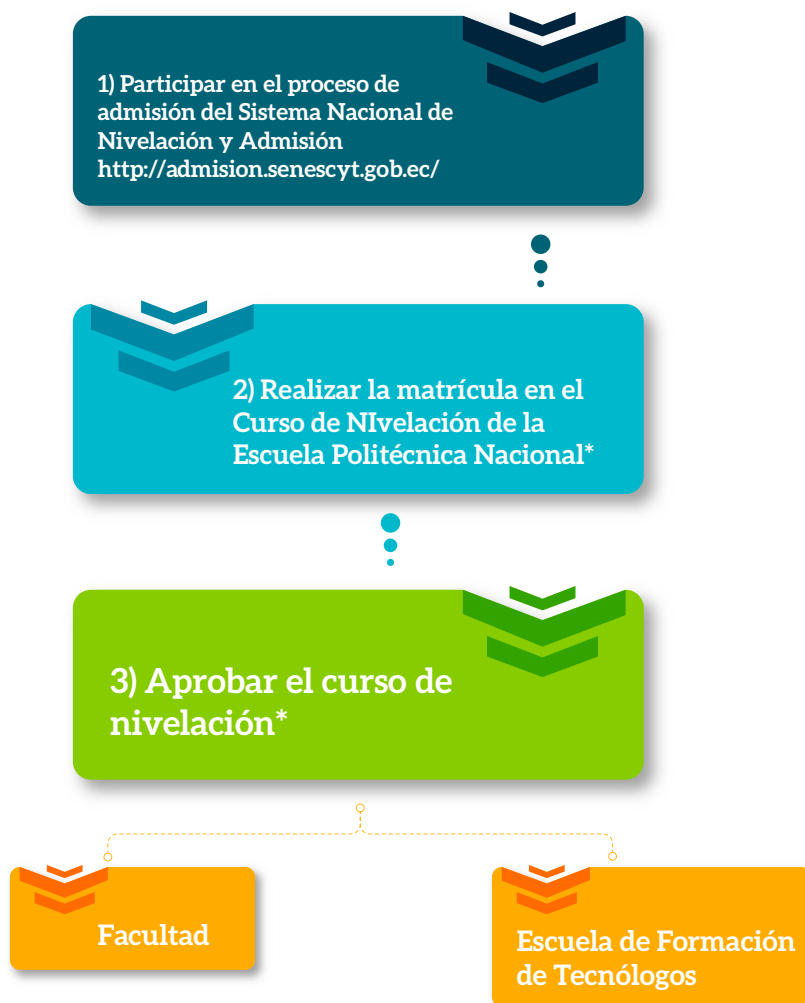 1) Participar en el proceso de
admisión del Sistema Nacional de
Nivelación y Admisión
http://admision.senescyt.gob.ec/
2) Realizar la matrícula en el
Curso de NIvelación de la
Escuela Politécnica Nacional*
3) Aprobar el curso de
nivelación*
Facultad
Escuela de Formación
de Tecnólogos